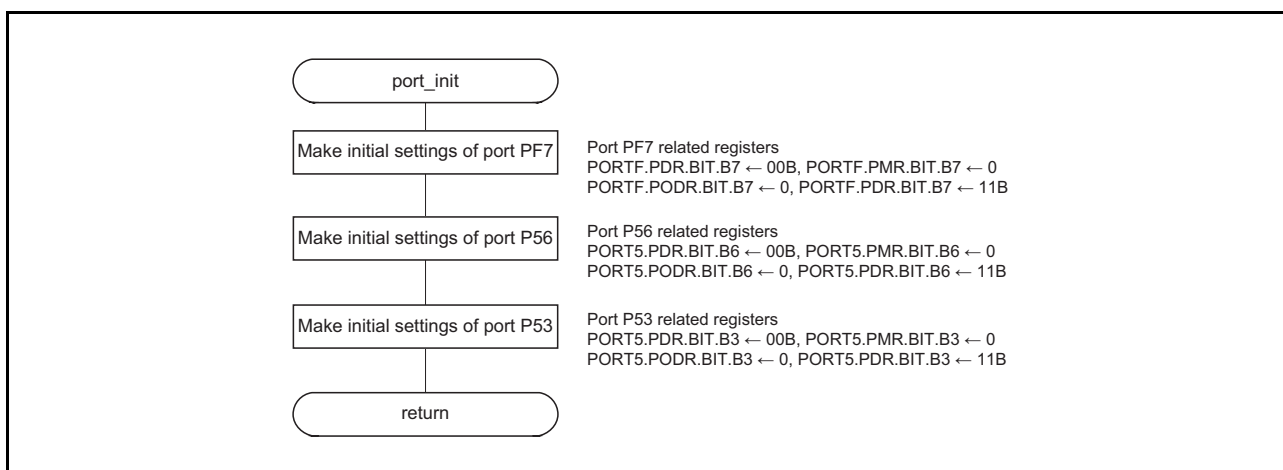 port_init
Make initial settings of port PF7
Port PF7 related registers
PORTF.PDR.BIT.B7 ← 00B, PORTF.PMR.BIT.B7 ← 0
PORTF.PODR.BIT.B7 ← 0, PORTF.PDR.BIT.B7 ← 11B
Make initial settings of port P56
Port P56 related registers
PORT5.PDR.BIT.B6 ← 00B, PORT5.PMR.BIT.B6 ← 0
PORT5.PODR.BIT.B6 ← 0, PORT5.PDR.BIT.B6 ← 11B
Make initial settings of port P53
Port P53 related registers
PORT5.PDR.BIT.B3 ← 00B, PORT5.PMR.BIT.B3 ← 0
PORT5.PODR.BIT.B3 ← 0, PORT5.PDR.BIT.B3 ← 11B
return